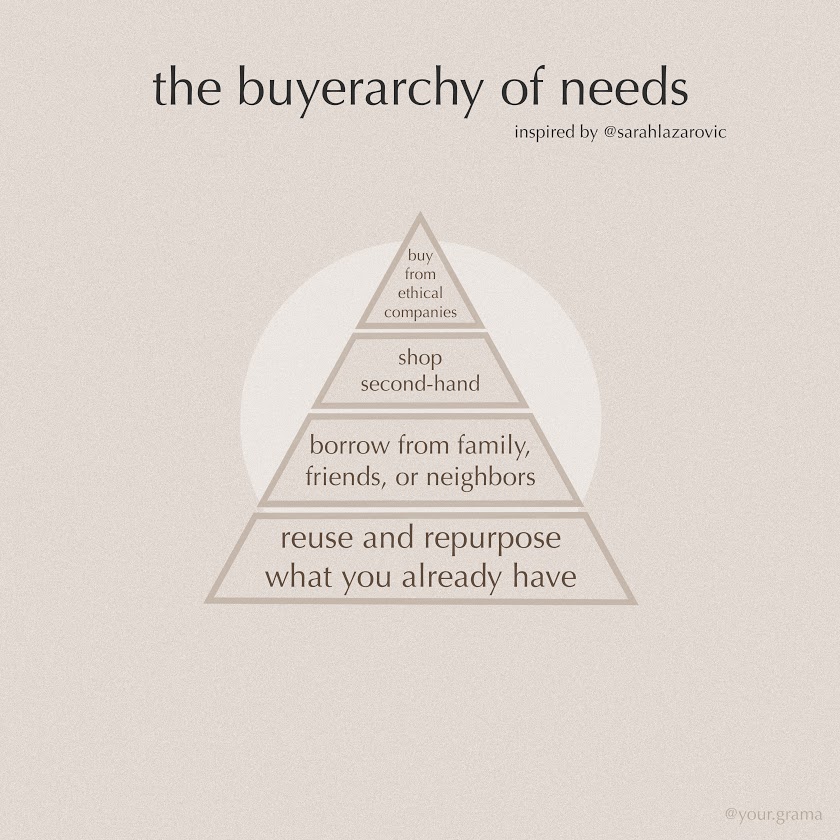 the buyerarchy of needs
inspired by @sarahlazarovic
buy
from
ethical
companies
shop
second-hand
borrow from family,
friends, or neighbors
reuse and repurpose
what you already have
@your.grama